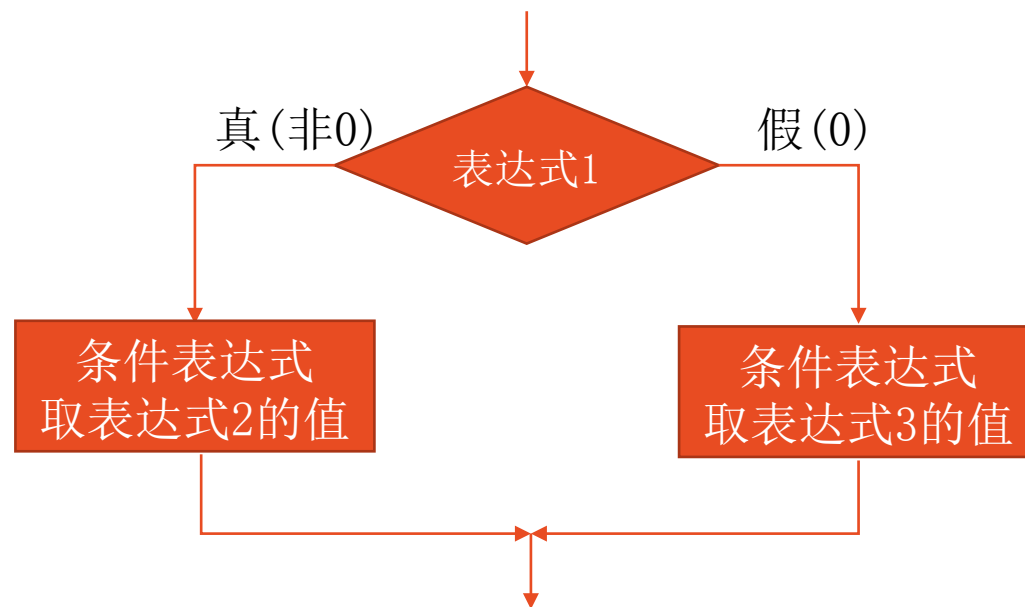 真(非0)
假(0)
表达式1
条件表达式
取表达式2的值
条件表达式
取表达式3的值